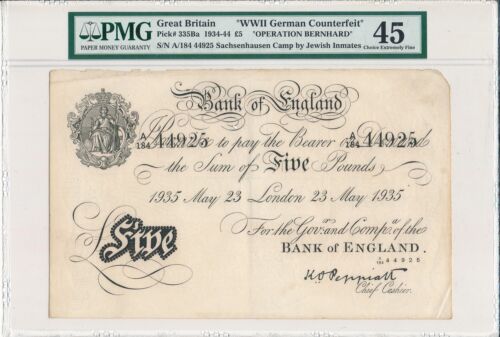 PMG
PAPER MONEY GUARANTY
Great Britain "WWII German Counterfeit"
Pick# 335Ba 1934-44 £5 "OPERATION BERNHARD"
S/N A/184 44925 Sachsenhausen Camp by Jewish Inmates
45
Choice Extremely Fine
Bank of England
A/184 44925 to pay the Bearer on Demand A/184 44925
the Sum of Five Pounds
1935 May 23 London 23 May 1935
For the Govr. and Compa. of the
BANK OF ENGLAND.
Five
A/184 44925
K.O.Peppiatt
Chief Cashier.